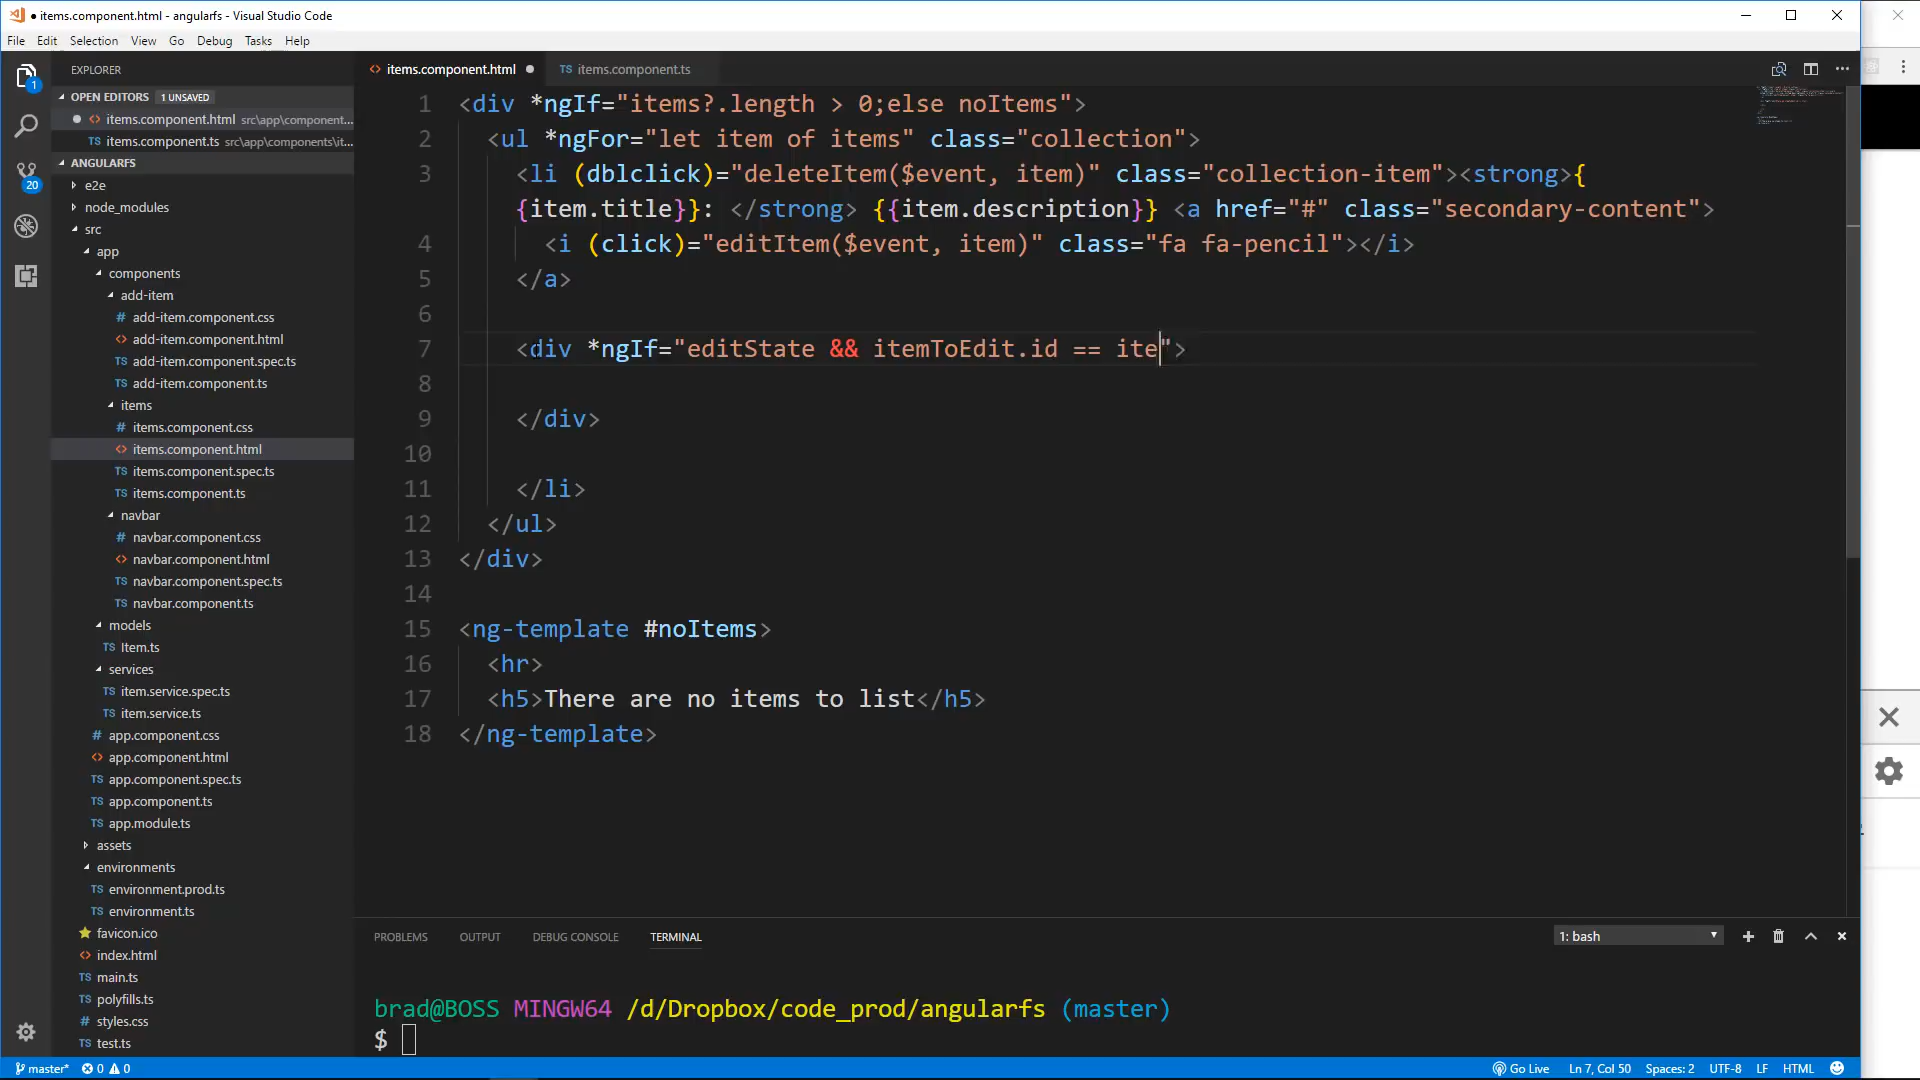 items.component.html - angularfs - Visual Studio Code
File Edit Selection View Go Debug Tasks Help
EXPLORER
OPEN EDITORS 1 UNSAVED
items.component.html src\app\component...
items.component.ts src\app\components\it...
ANGULARFS
e2e
node_modules
src
app
components
add-item
add-item.component.css
add-item.component.html
add-item.component.spec.ts
add-item.component.ts
items
items.component.css
items.component.html
items.component.spec.ts
items.component.ts
navbar
navbar.component.css
navbar.component.html
navbar.component.spec.ts
navbar.component.ts
models
Item.ts
services
item.service.spec.ts
item.service.ts
app.component.css
app.component.html
app.component.spec.ts
app.component.ts
app.module.ts
assets
environments
environment.prod.ts
environment.ts
favicon.ico
index.html
main.ts
polyfills.ts
styles.css
test.ts
1
20
items.component.html TS items.component.ts
1 <div *ngIf="items?.length > 0;else noItems">
2 <ul *ngFor="let item of items" class="collection">
3 <li (dblclick)="deleteItem($event, item)" class="collection-item"><strong>{
{item.title}}: </strong> {{item.description}} <a href="#" class="secondary-content">
4 <i (click)="editItem($event, item)" class="fa fa-pencil"></i>
5 </a>
6
7 <div *ngIf="editState && itemToEdit.id == ite">
8
9 </div>
10
11 </li>
12 </ul>
13 </div>
14
15 <ng-template #noItems>
16 <hr>
17 <h5>There are no items to list</h5>
18 </ng-template>
PROBLEMS OUTPUT DEBUG CONSOLE TERMINAL 1: bash
brad@BOSS MINGW64 /d/Dropbox/code_prod/angularfs (master)
$
master* 0 0 Go Live Ln 7, Col 50 Spaces: 2 UTF-8 LF HTML